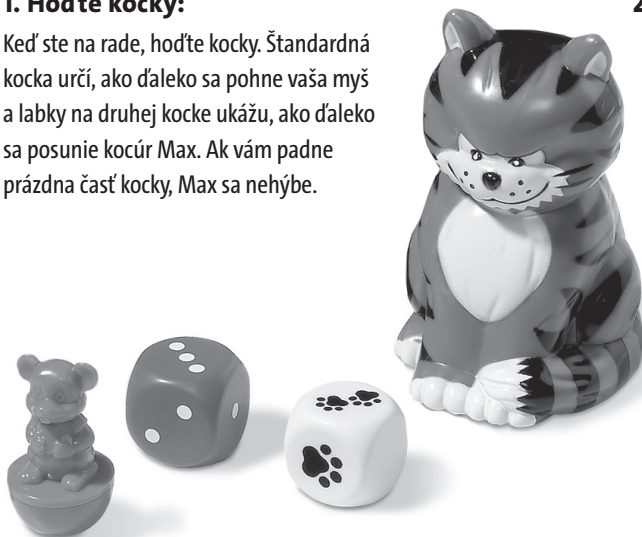 1. Hoďte kocky:
Keď ste na rade, hoďte kocky. Štandardná
kocka určí, ako ďaleko sa pohne vaša myš
a labky na druhej kocke ukážu, ako ďaleko
sa posunie kocúr Max. Ak vám padne
prázdna časť kocky, Max sa nehýbe.
2